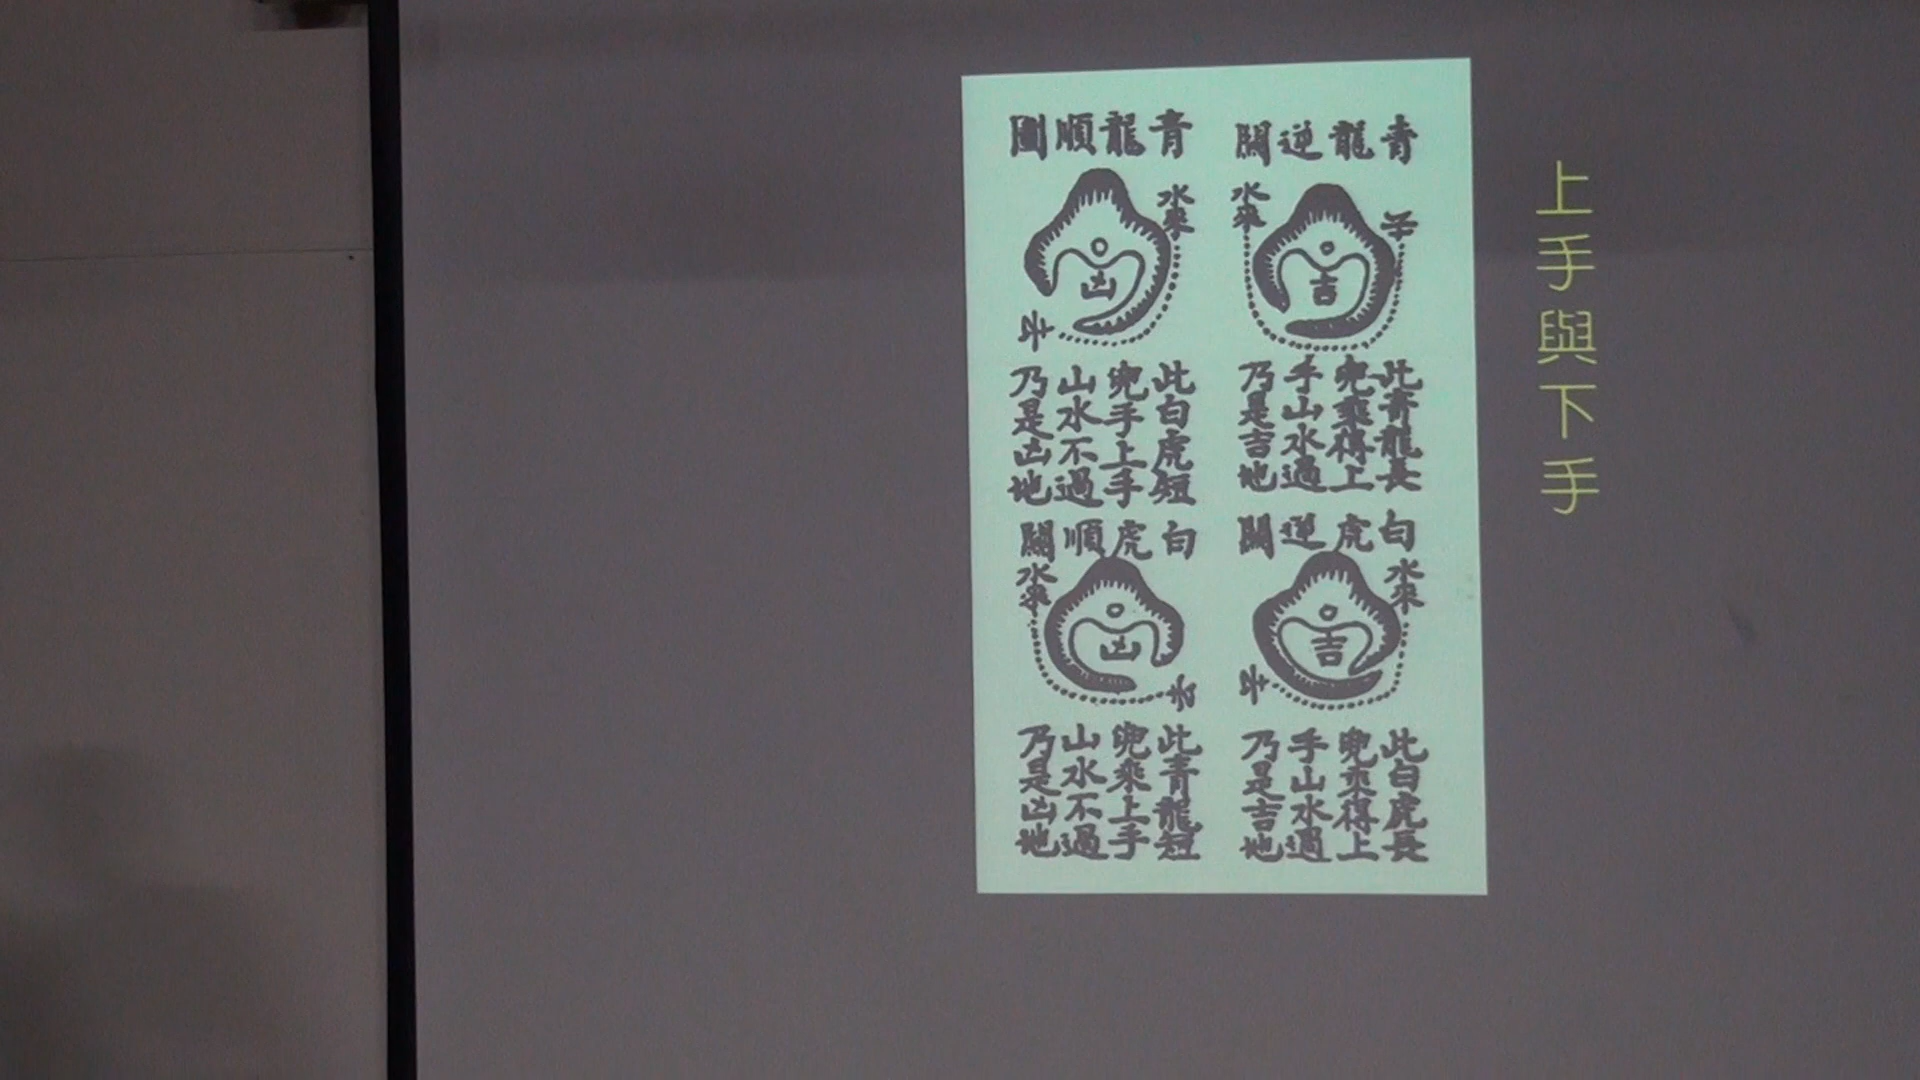 上手與下手
青龍逆關
水來
吉
此青龍長
兜乘得上
手山水過
乃是吉地
青龍順圖
水來
凶
此白虎短
兜手上手
山水不過
乃是凶地
白虎逆關
水來
吉
此白虎長
兜乘得上
手山水過
乃是吉地
白虎順關
水來
凶
此青龍短
兜乘上手
山水不過
乃是凶地